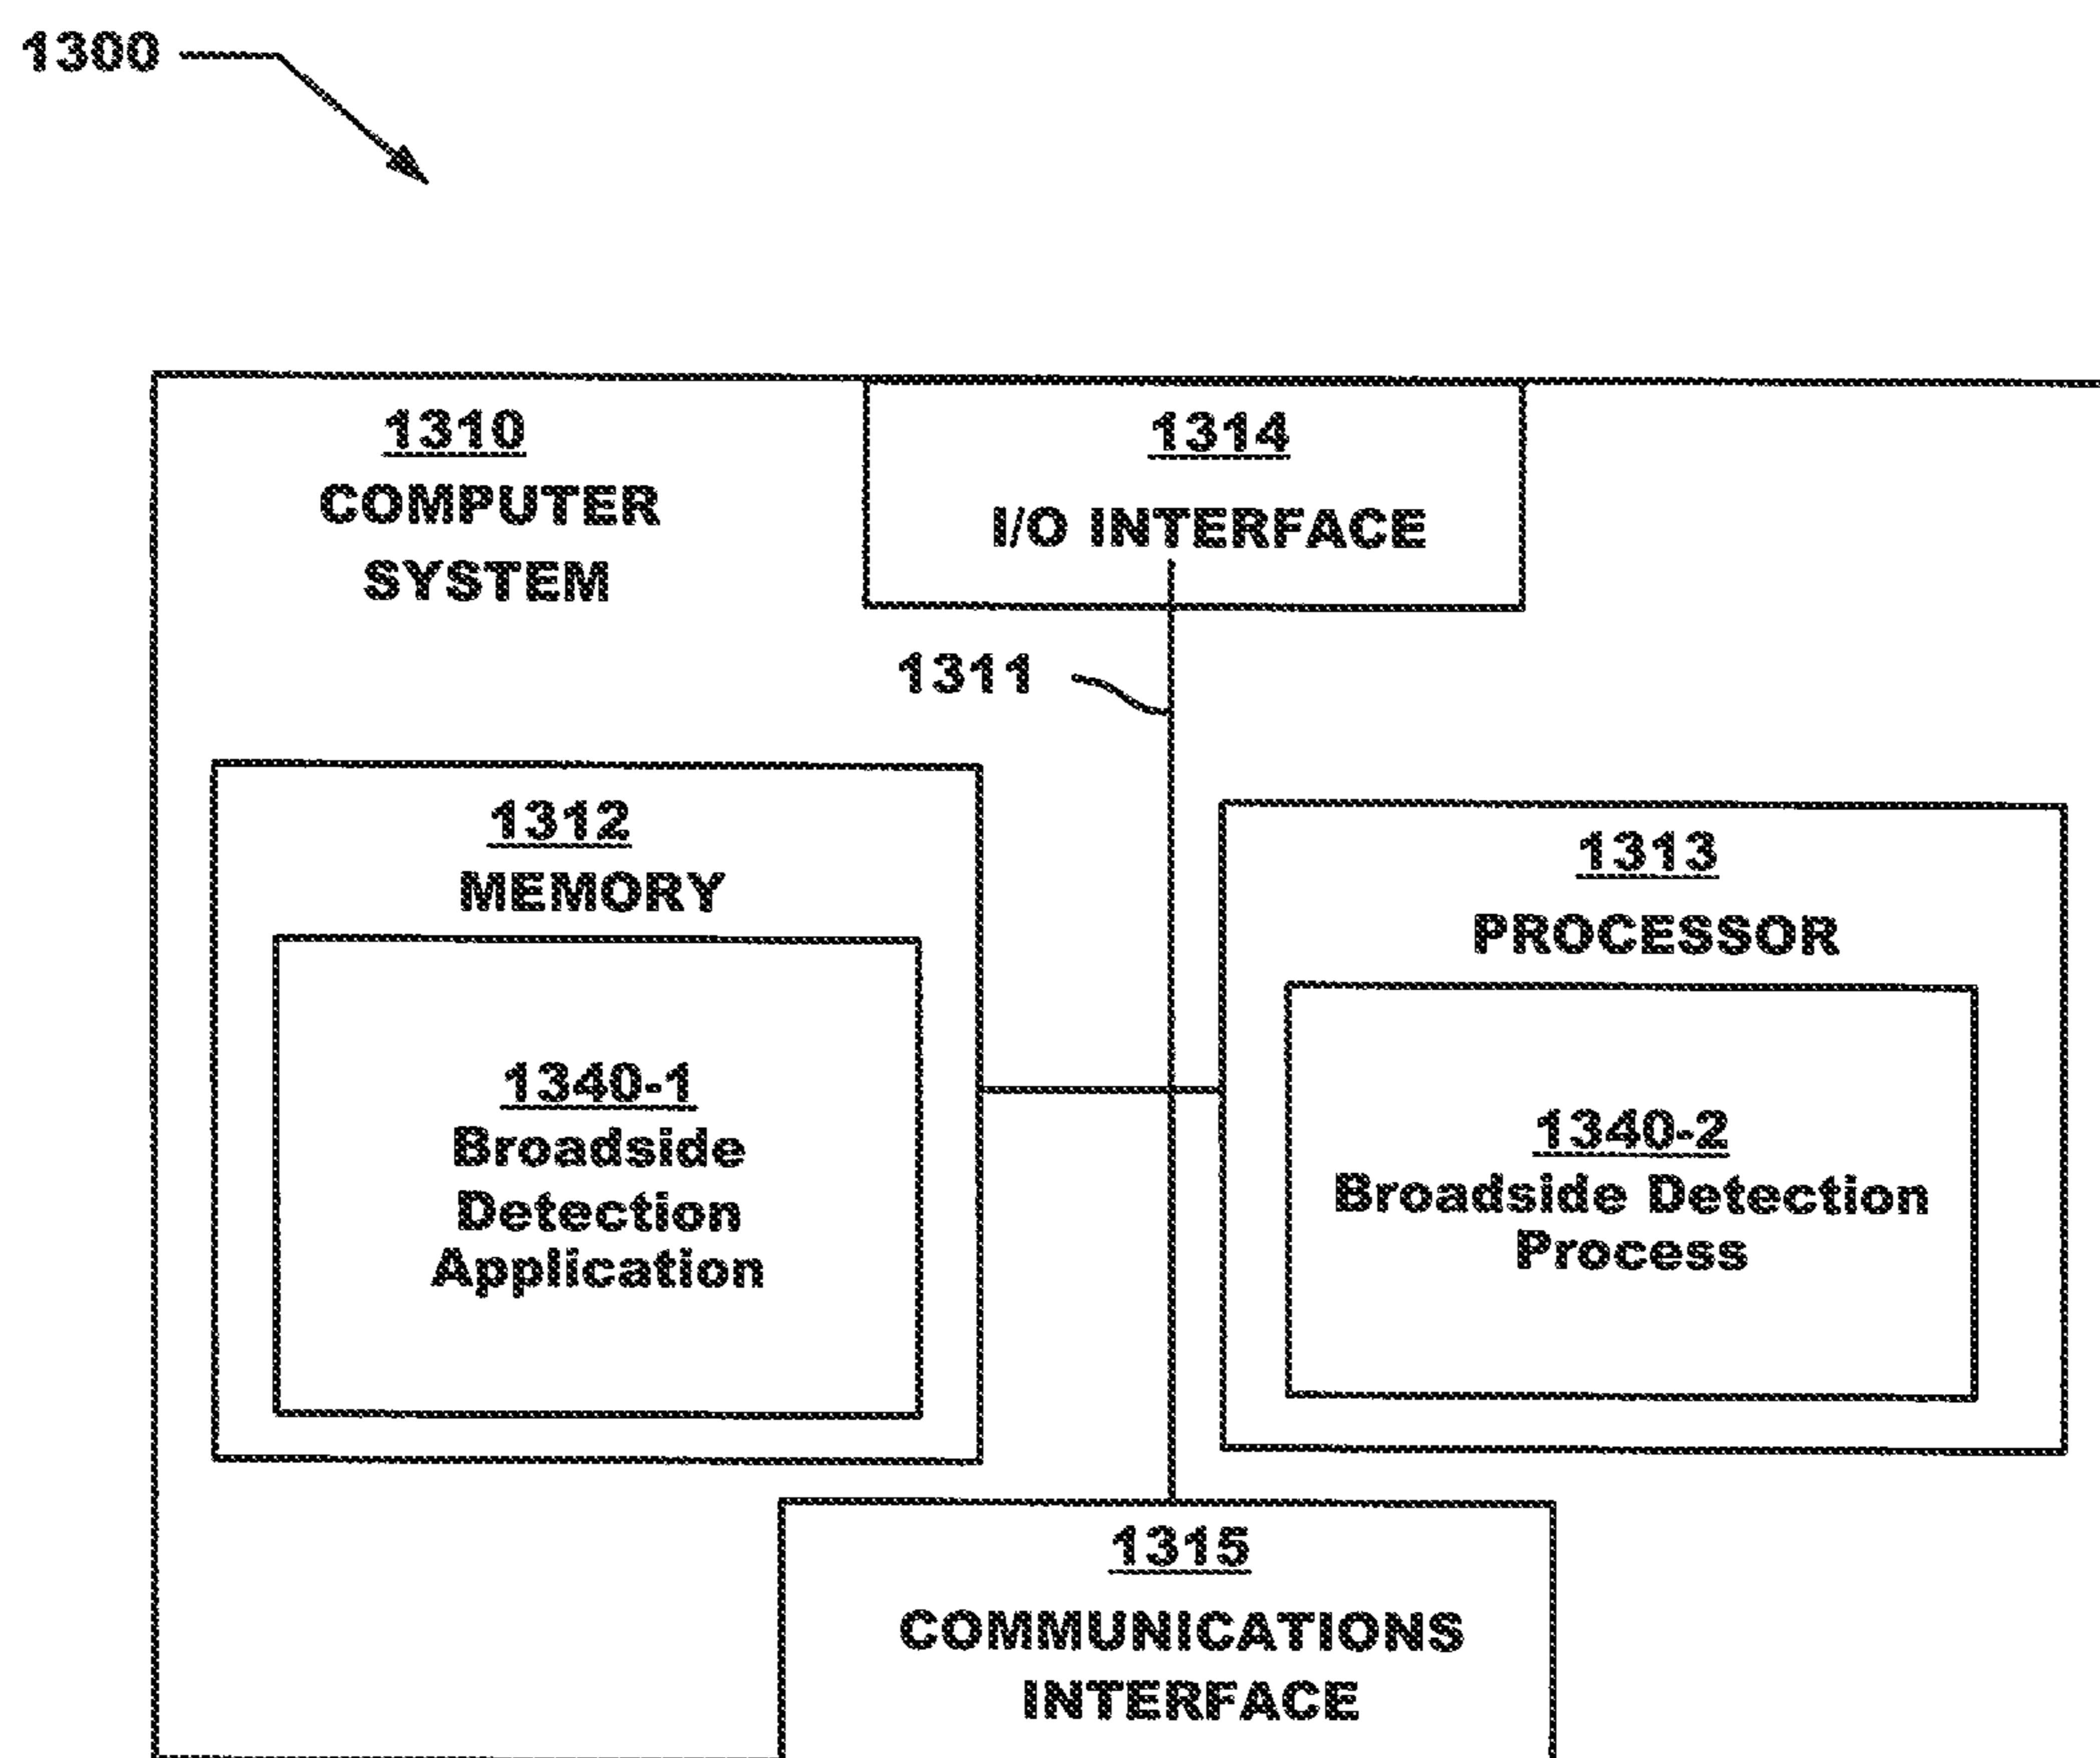 1300
1310
COMPUTER
SYSTEM
1314
I/O INTERFACE
1311
1312
MEMORY
1313
PROCESSOR
1340-1
Broadside
Detection
Application
1340-2
Broadside Detection
Process
1315
COMMUNICATIONS
INTERFACE